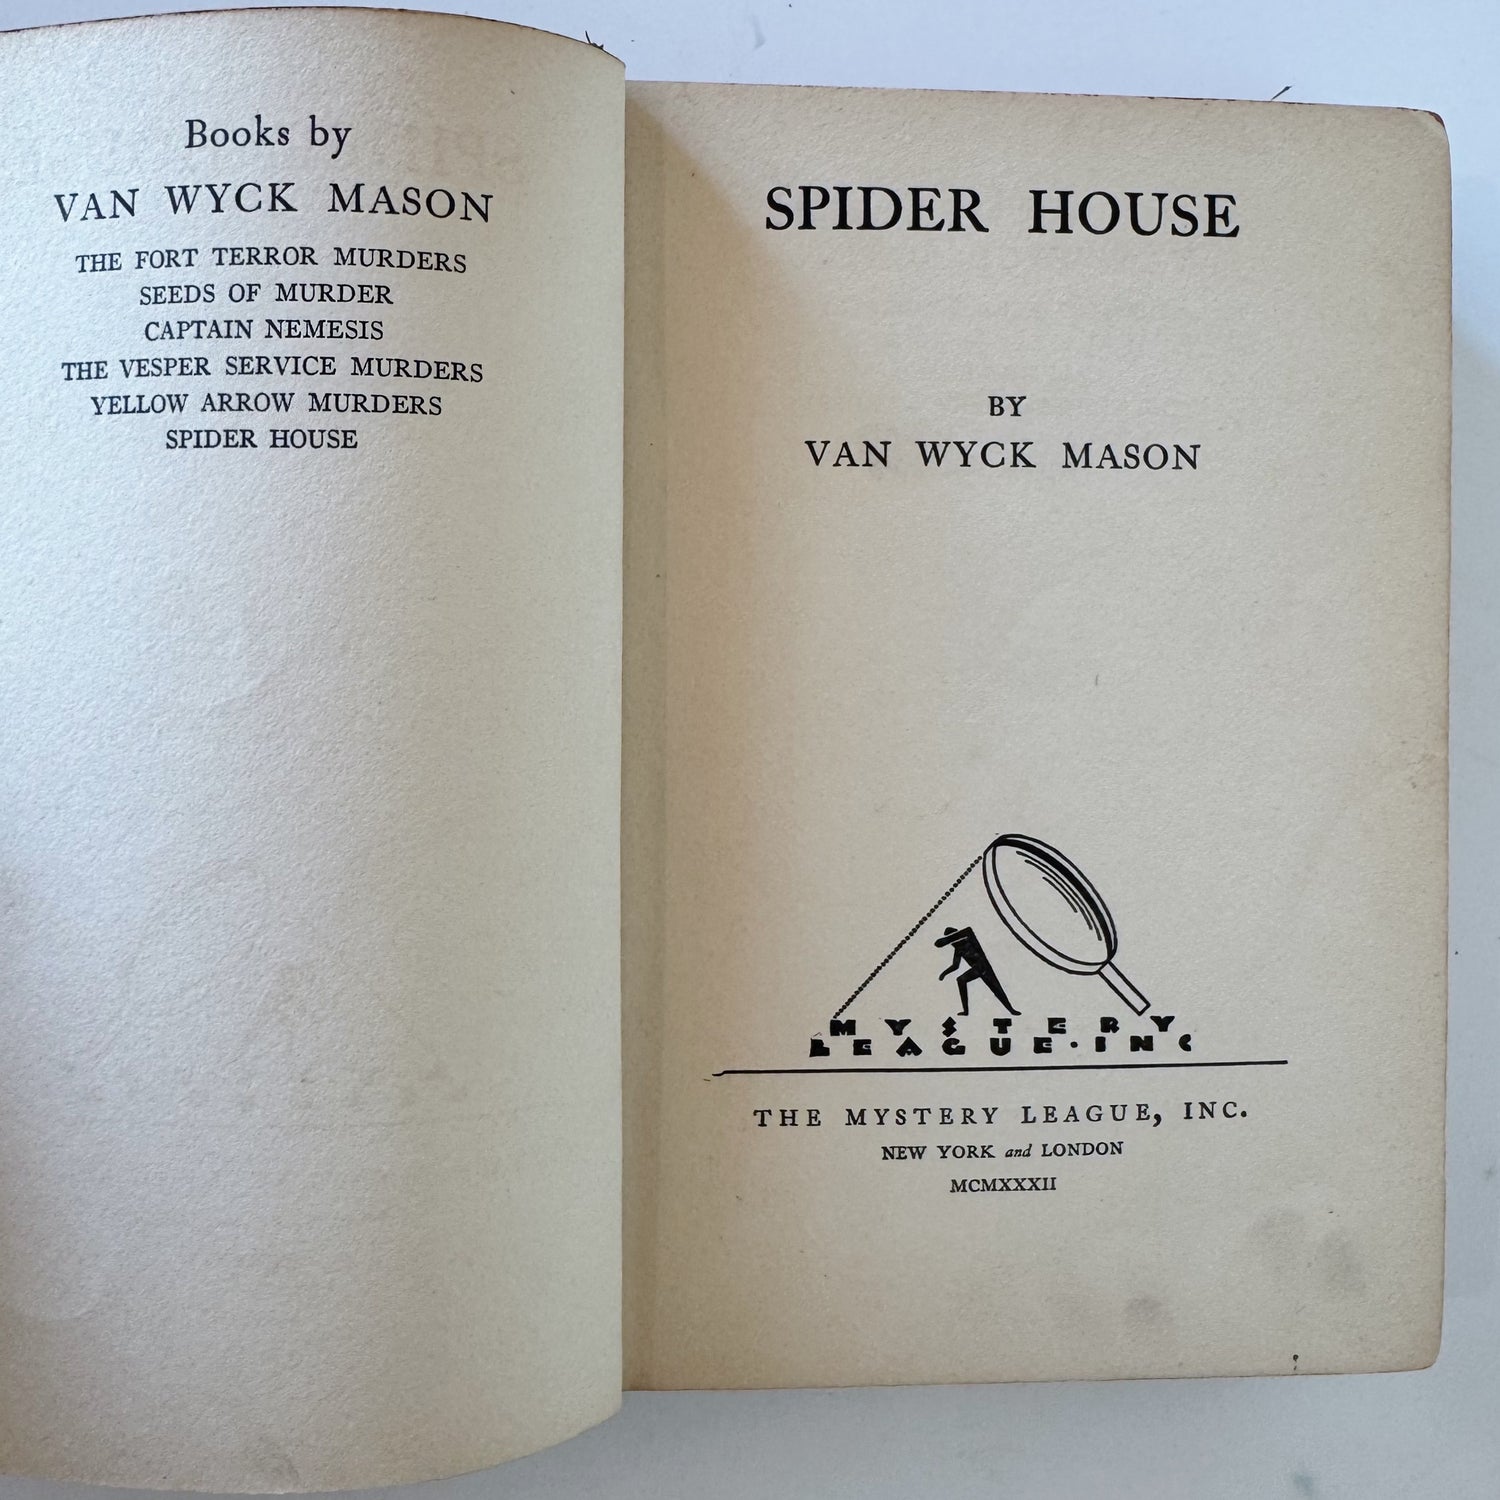 Books by
VAN WYCK MASON
THE FORT TERROR MURDERS
SEEDS OF MURDER
CAPTAIN NEMESIS
THE VESPER SERVICE MURDERS
YELLOW ARROW MURDERS
SPIDER HOUSE
SPIDER HOUSE
BY
VAN WYCK MASON
MYSTERY
LEAGUE·INC
THE MYSTERY LEAGUE, INC.
NEW YORK and LONDON
MCMXXXII